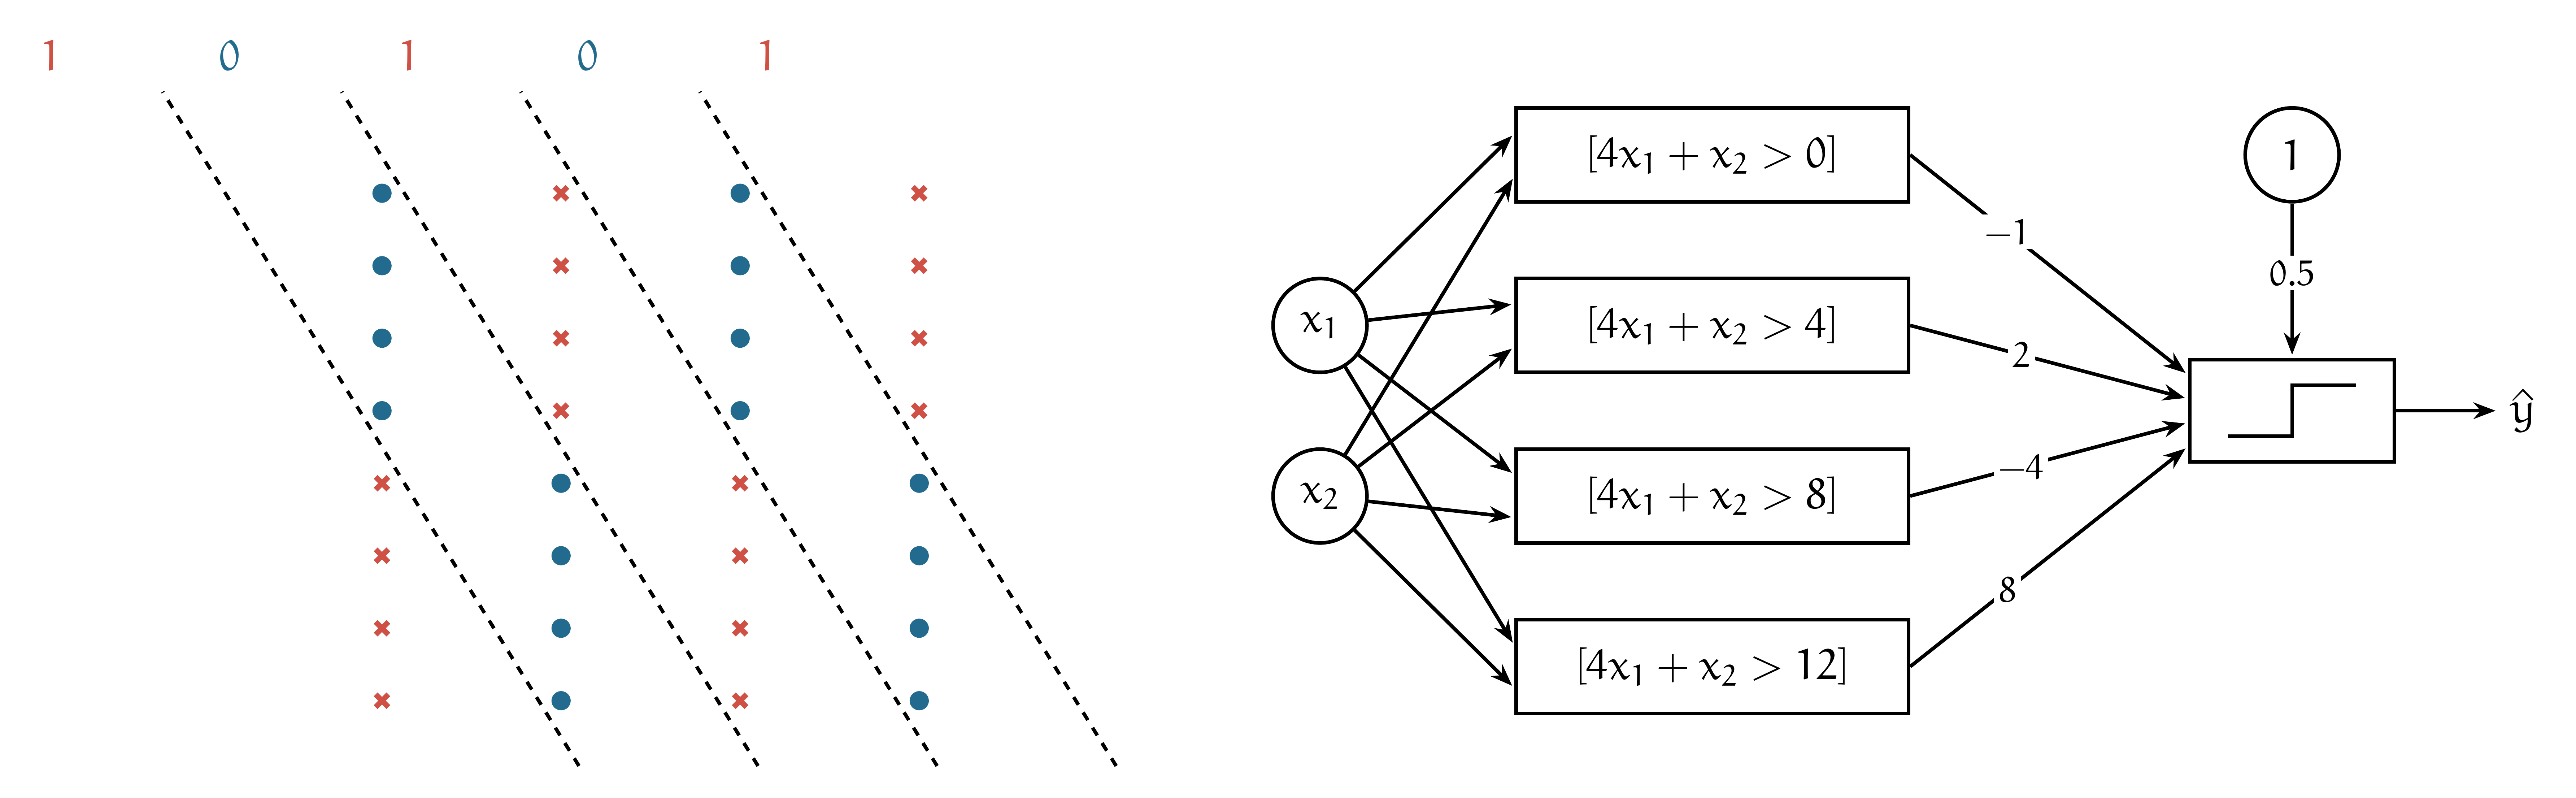 1 0 1 0 1
[4x₁ + x₂ > 0]
1
−1
0.5
x₁
[4x₁ + x₂ > 4]
2
ŷ
x₂
[4x₁ + x₂ > 8]
−4
8
[4x₁ + x₂ > 12]